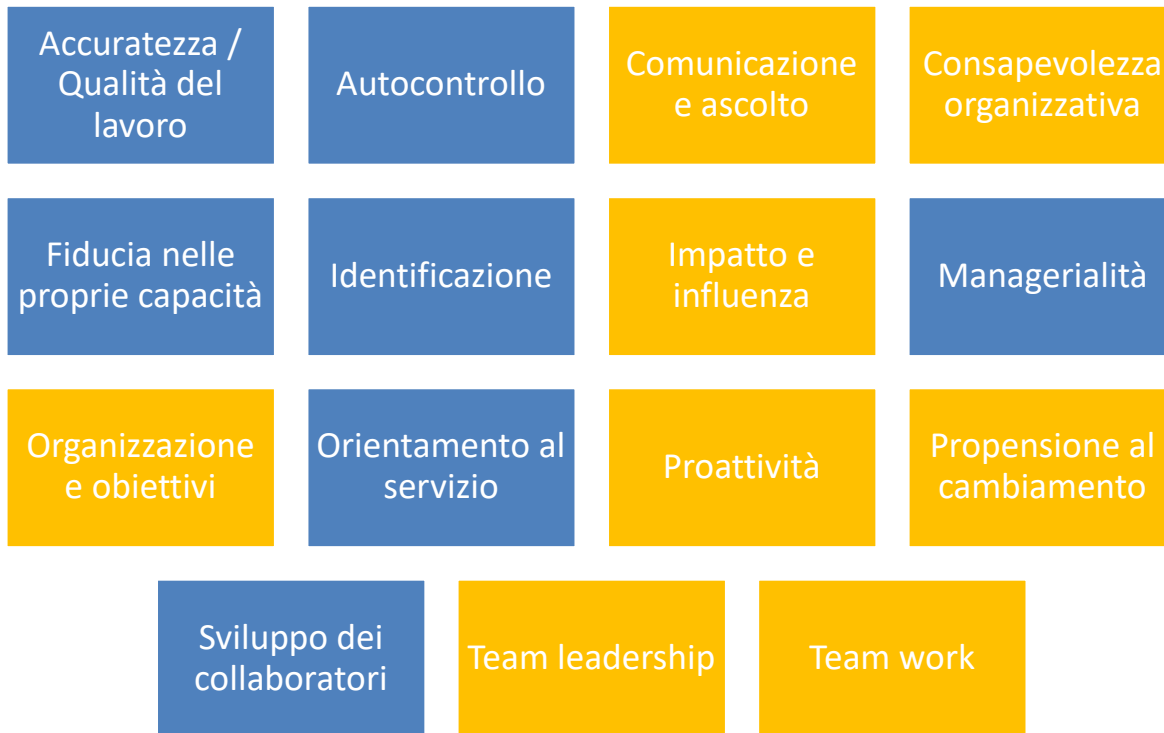 Accuratezza /
Qualità del
lavoro
Autocontrollo
Comunicazione
e ascolto
Consapevolezza
organizzativa
Fiducia nelle
proprie capacità
Identificazione
Impatto e
influenza
Managerialità
Organizzazione
e obiettivi
Orientamento al
servizio
Proattività
Propensione al
cambiamento
Sviluppo dei
collaboratori
Team leadership
Team work